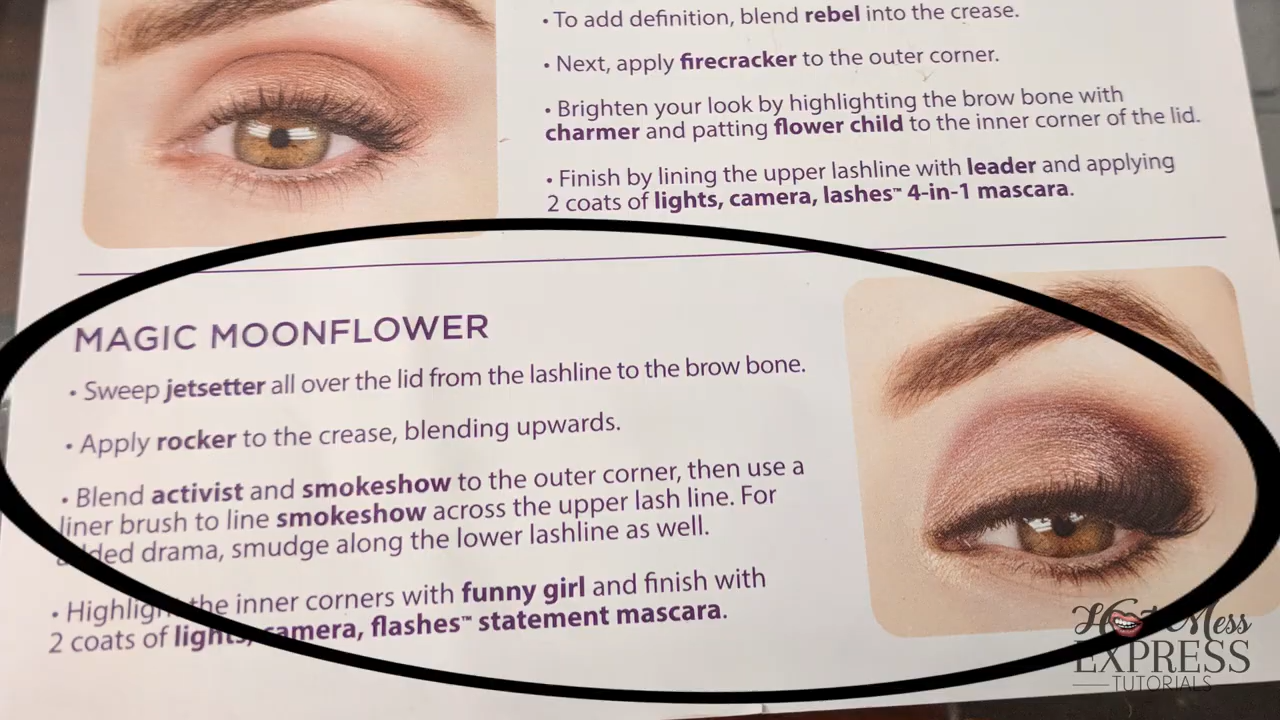 • To add definition, blend rebel into the crease.
• Next, apply firecracker to the outer corner.
• Brighten your look by highlighting the brow bone with
charmer and patting flower child to the inner corner of the lid.
• Finish by lining the upper lashline with leader and applying
2 coats of lights, camera, lashes™ 4-in-1 mascara.
MAGIC MOONFLOWER
• Sweep jetsetter all over the lid from the lashline to the brow bone.
• Apply rocker to the crease, blending upwards.
• Blend activist and smokeshow to the outer corner, then use a
liner brush to line smokeshow across the upper lash line. For
added drama, smudge along the lower lashline as well.
• Highlight the inner corners with funny girl and finish with
2 coats of lights, camera, flashes™ statement mascara.
Hot Mess
EXPRESS
TUTORIALS